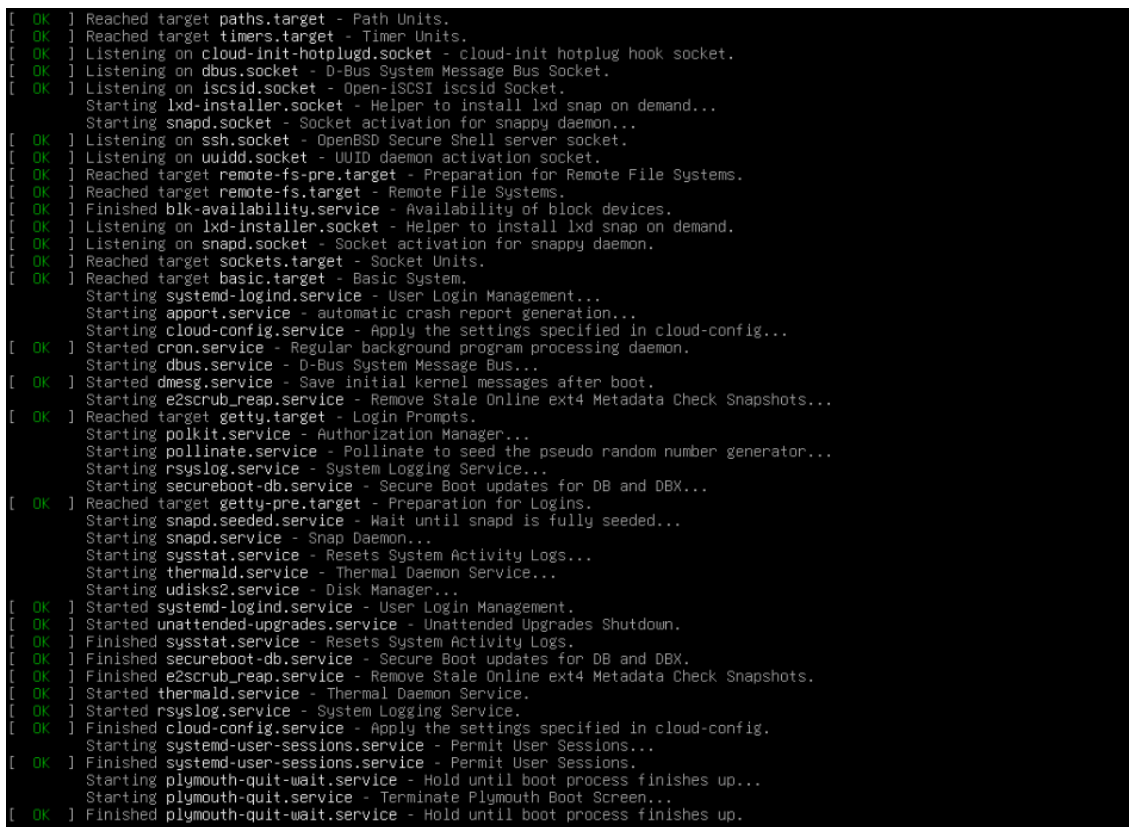 [  OK  ] Reached target paths.target - Path Units.
[  OK  ] Reached target timers.target - Timer Units.
[  OK  ] Listening on cloud-init-hotplugd.socket - cloud-init hotplug hook socket.
[  OK  ] Listening on dbus.socket - D-Bus System Message Bus Socket.
[  OK  ] Listening on iscsid.socket - Open-iSCSI iscsid Socket.
         Starting lxd-installer.socket - Helper to install lxd snap on demand...
         Starting snapd.socket - Socket activation for snappy daemon...
[  OK  ] Listening on ssh.socket - OpenBSD Secure Shell server socket.
[  OK  ] Listening on uuidd.socket - UUID daemon activation socket.
[  OK  ] Reached target remote-fs-pre.target - Preparation for Remote File Systems.
[  OK  ] Reached target remote-fs.target - Remote File Systems.
[  OK  ] Finished blk-availability.service - Availability of block devices.
[  OK  ] Listening on lxd-installer.socket - Helper to install lxd snap on demand.
[  OK  ] Listening on snapd.socket - Socket activation for snappy daemon.
[  OK  ] Reached target sockets.target - Socket Units.
[  OK  ] Reached target basic.target - Basic System.
         Starting systemd-logind.service - User Login Management...
         Starting apport.service - automatic crash report generation...
         Starting cloud-config.service - Apply the settings specified in cloud-config...
[  OK  ] Started cron.service - Regular background program processing daemon.
         Starting dbus.service - D-Bus System Message Bus...
[  OK  ] Started dmesg.service - Save initial kernel messages after boot.
         Starting e2scrub_reap.service - Remove Stale Online ext4 Metadata Check Snapshots...
[  OK  ] Reached target getty.target - Login Prompts.
         Starting polkit.service - Authorization Manager...
         Starting pollinate.service - Pollinate to seed the pseudo random number generator...
         Starting rsyslog.service - System Logging Service...
         Starting secureboot-db.service - Secure Boot updates for DB and DBX...
[  OK  ] Reached target getty-pre.target - Preparation for Logins.
         Starting snapd.seeded.service - Wait until snapd is fully seeded...
         Starting snapd.service - Snap Daemon...
         Starting sysstat.service - Resets System Activity Logs...
         Starting thermald.service - Thermal Daemon Service...
         Starting udisks2.service - Disk Manager...
[  OK  ] Started systemd-logind.service - User Login Management.
[  OK  ] Started unattended-upgrades.service - Unattended Upgrades Shutdown.
[  OK  ] Finished sysstat.service - Resets System Activity Logs.
[  OK  ] Finished secureboot-db.service - Secure Boot updates for DB and DBX.
[  OK  ] Finished e2scrub_reap.service - Remove Stale Online ext4 Metadata Check Snapshots.
[  OK  ] Started thermald.service - Thermal Daemon Service.
[  OK  ] Started rsyslog.service - System Logging Service.
[  OK  ] Finished cloud-config.service - Apply the settings specified in cloud-config.
         Starting systemd-user-sessions.service - Permit User Sessions...
[  OK  ] Finished systemd-user-sessions.service - Permit User Sessions.
         Starting plymouth-quit-wait.service - Hold until boot process finishes up...
         Starting plymouth-quit.service - Terminate Plymouth Boot Screen...
[  OK  ] Finished plymouth-quit-wait.service - Hold until boot process finishes up.